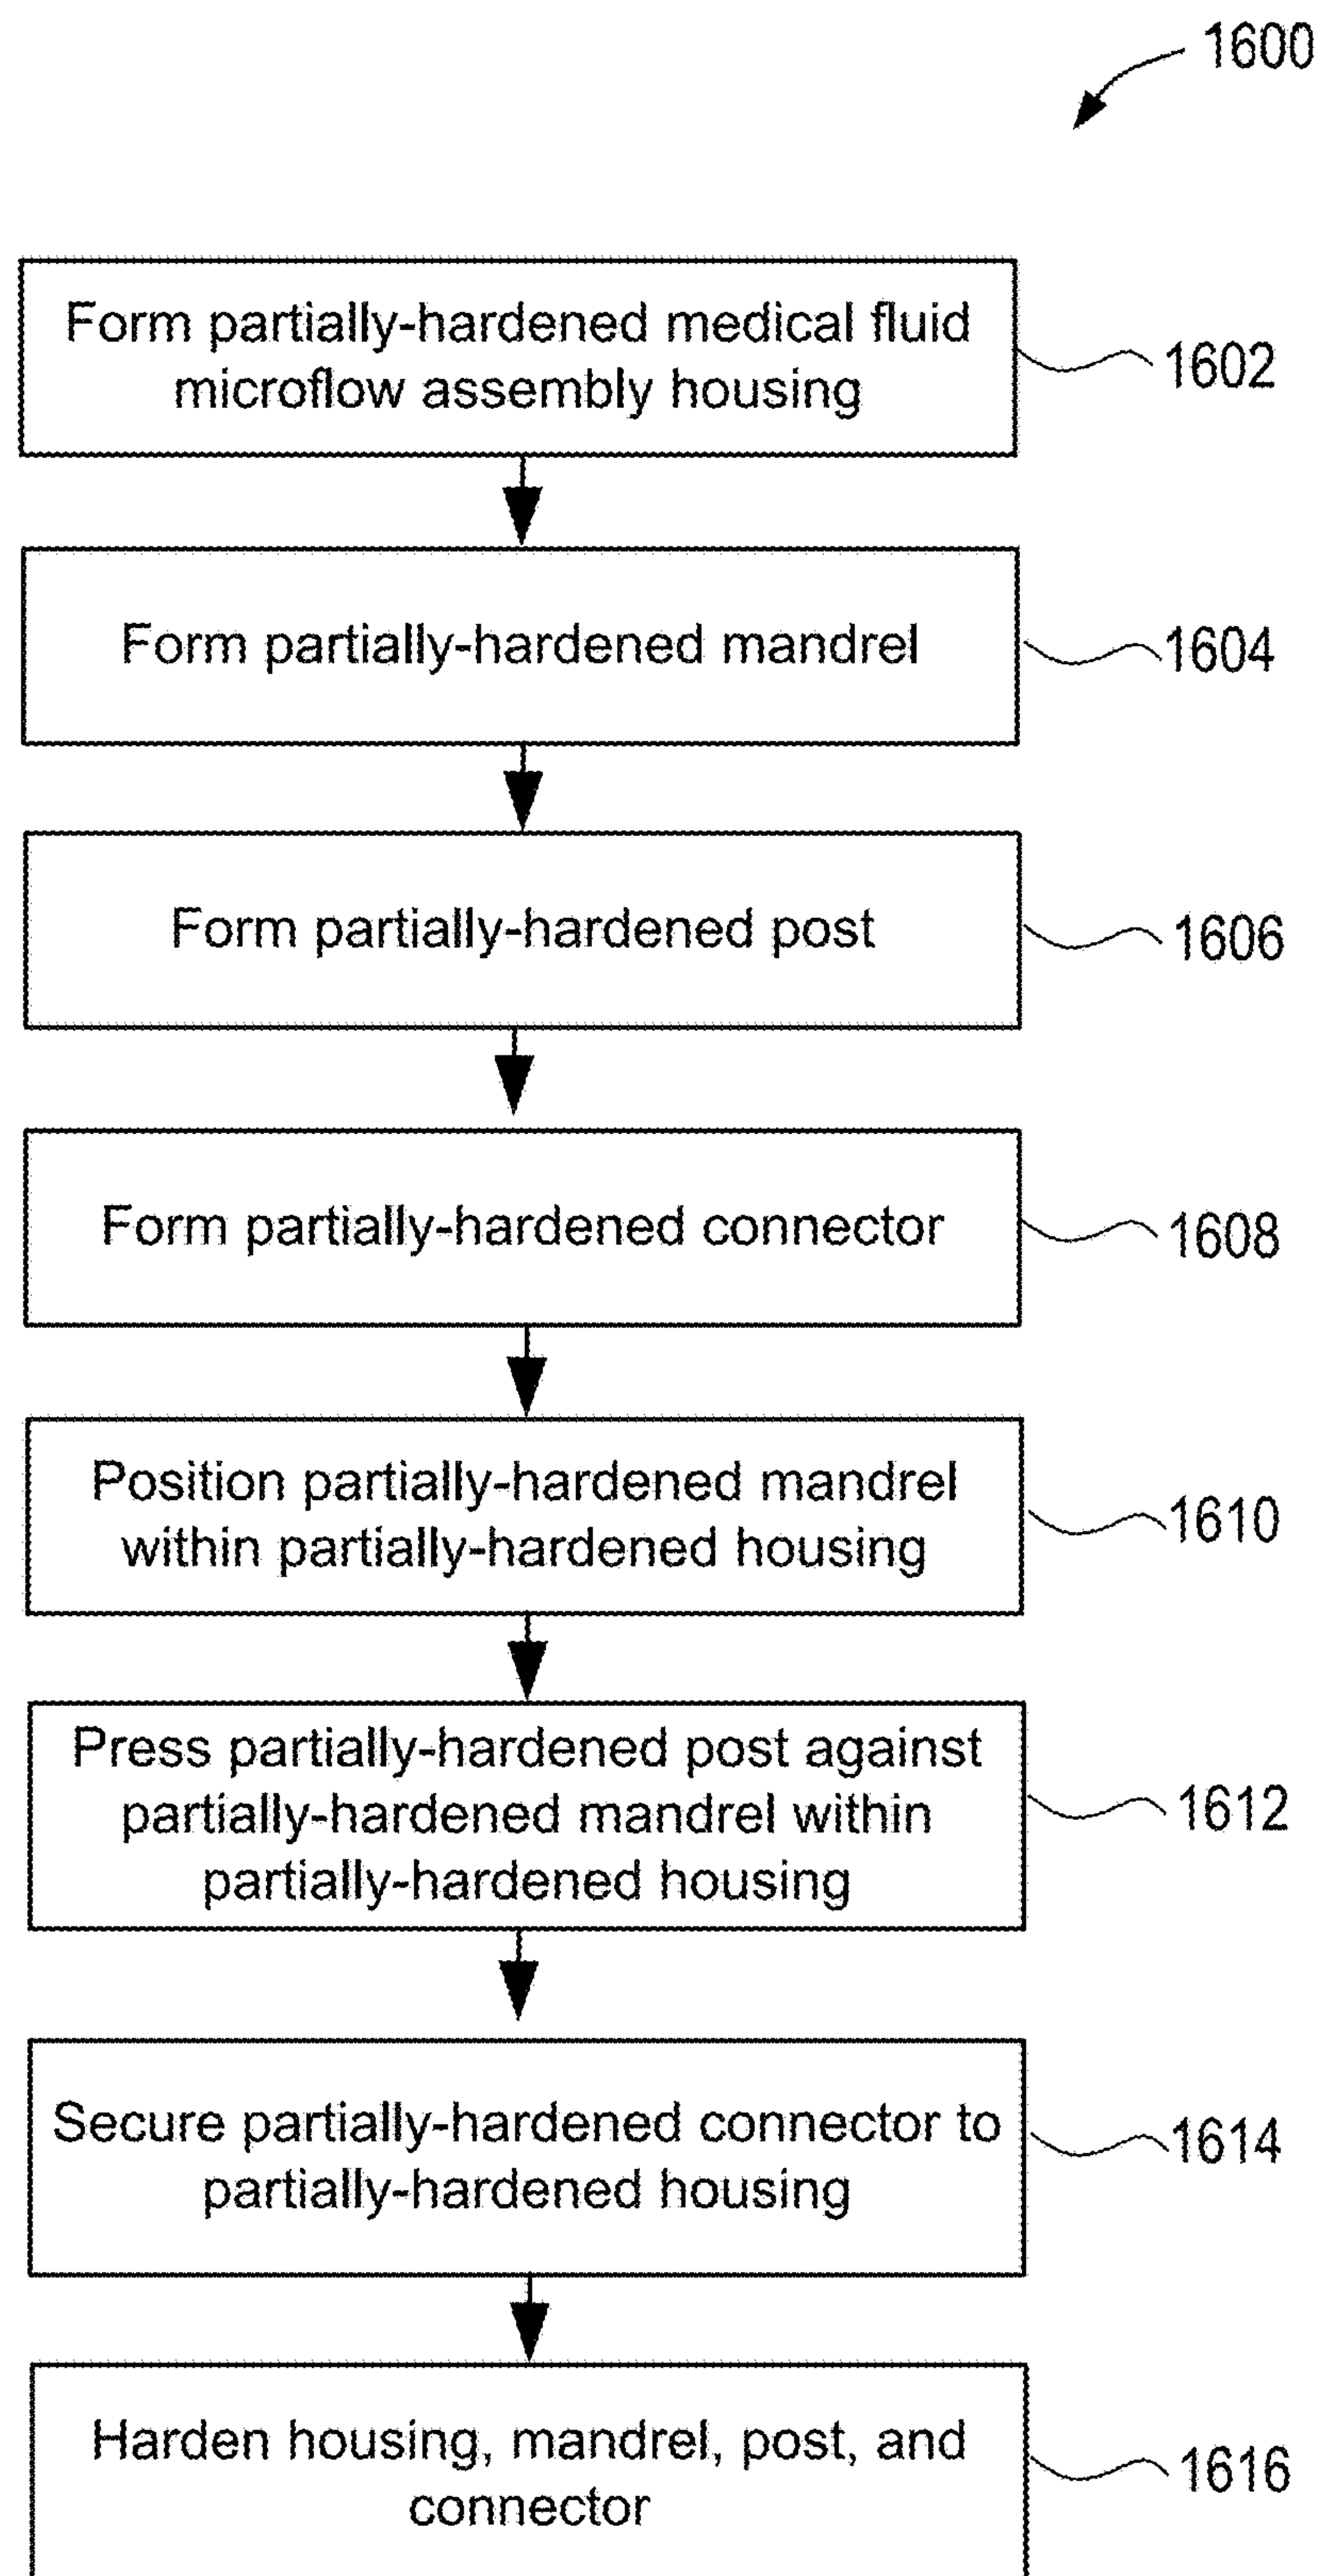 1600
Form partially-hardened medical fluid
microflow assembly housing
1602
Form partially-hardened mandrel
1604
Form partially-hardened post
1606
Form partially-hardened connector
1608
Position partially-hardened mandrel
within partially-hardened housing
1610
Press partially-hardened post against
partially-hardened mandrel within
partially-hardened housing
1612
Secure partially-hardened connector to
partially-hardened housing
1614
Harden housing, mandrel, post, and
connector
1616